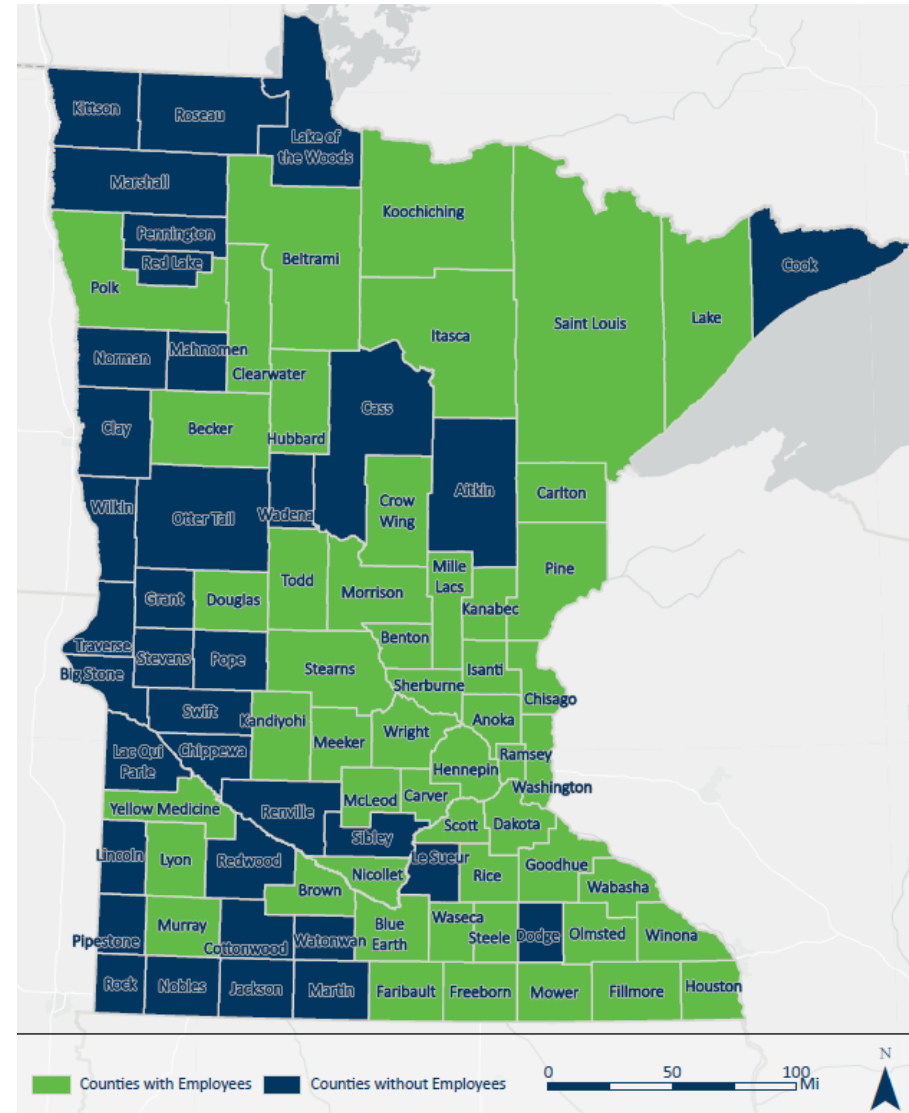 Kittson
Roseau
Lake of
the Woods
Marshall
Koochiching
Pennington
Red Lake
Beltrami
Cook
Polk
Saint Louis
Lake
Itasca
Norman
Mahnomen
Clearwater
Cass
Clay
Becker
Hubbard
Aitkin
Carlton
Wilkin
Otter Tail
Wadena
Crow
Wing
Pine
Mille
Lacs
Todd
Morrison
Grant
Douglas
Kanabec
Benton
Traverse
Stevens
Pope
Stearns
Isanti
Big Stone
Sherburne
Chisago
Swift
Kandiyohi
Anoka
Meeker
Wright
Lac Qui
Parle
Chippewa
Ramsey
Hennepin
Washington
McLeod
Carver
Yellow Medicine
Renville
Scott
Dakota
Sibley
Lincoln
Lyon
Redwood
Le Sueur
Rice
Goodhue
Nicollet
Wabasha
Brown
Murray
Blue
Earth
Waseca
Steele
Dodge
Olmsted
Winona
Pipestone
Cottonwood
Watonwan
Rock
Nobles
Jackson
Martin
Faribault
Freeborn
Mower
Fillmore
Houston
Counties with Employees
Counties without Employees
0 50 100
Mi
N